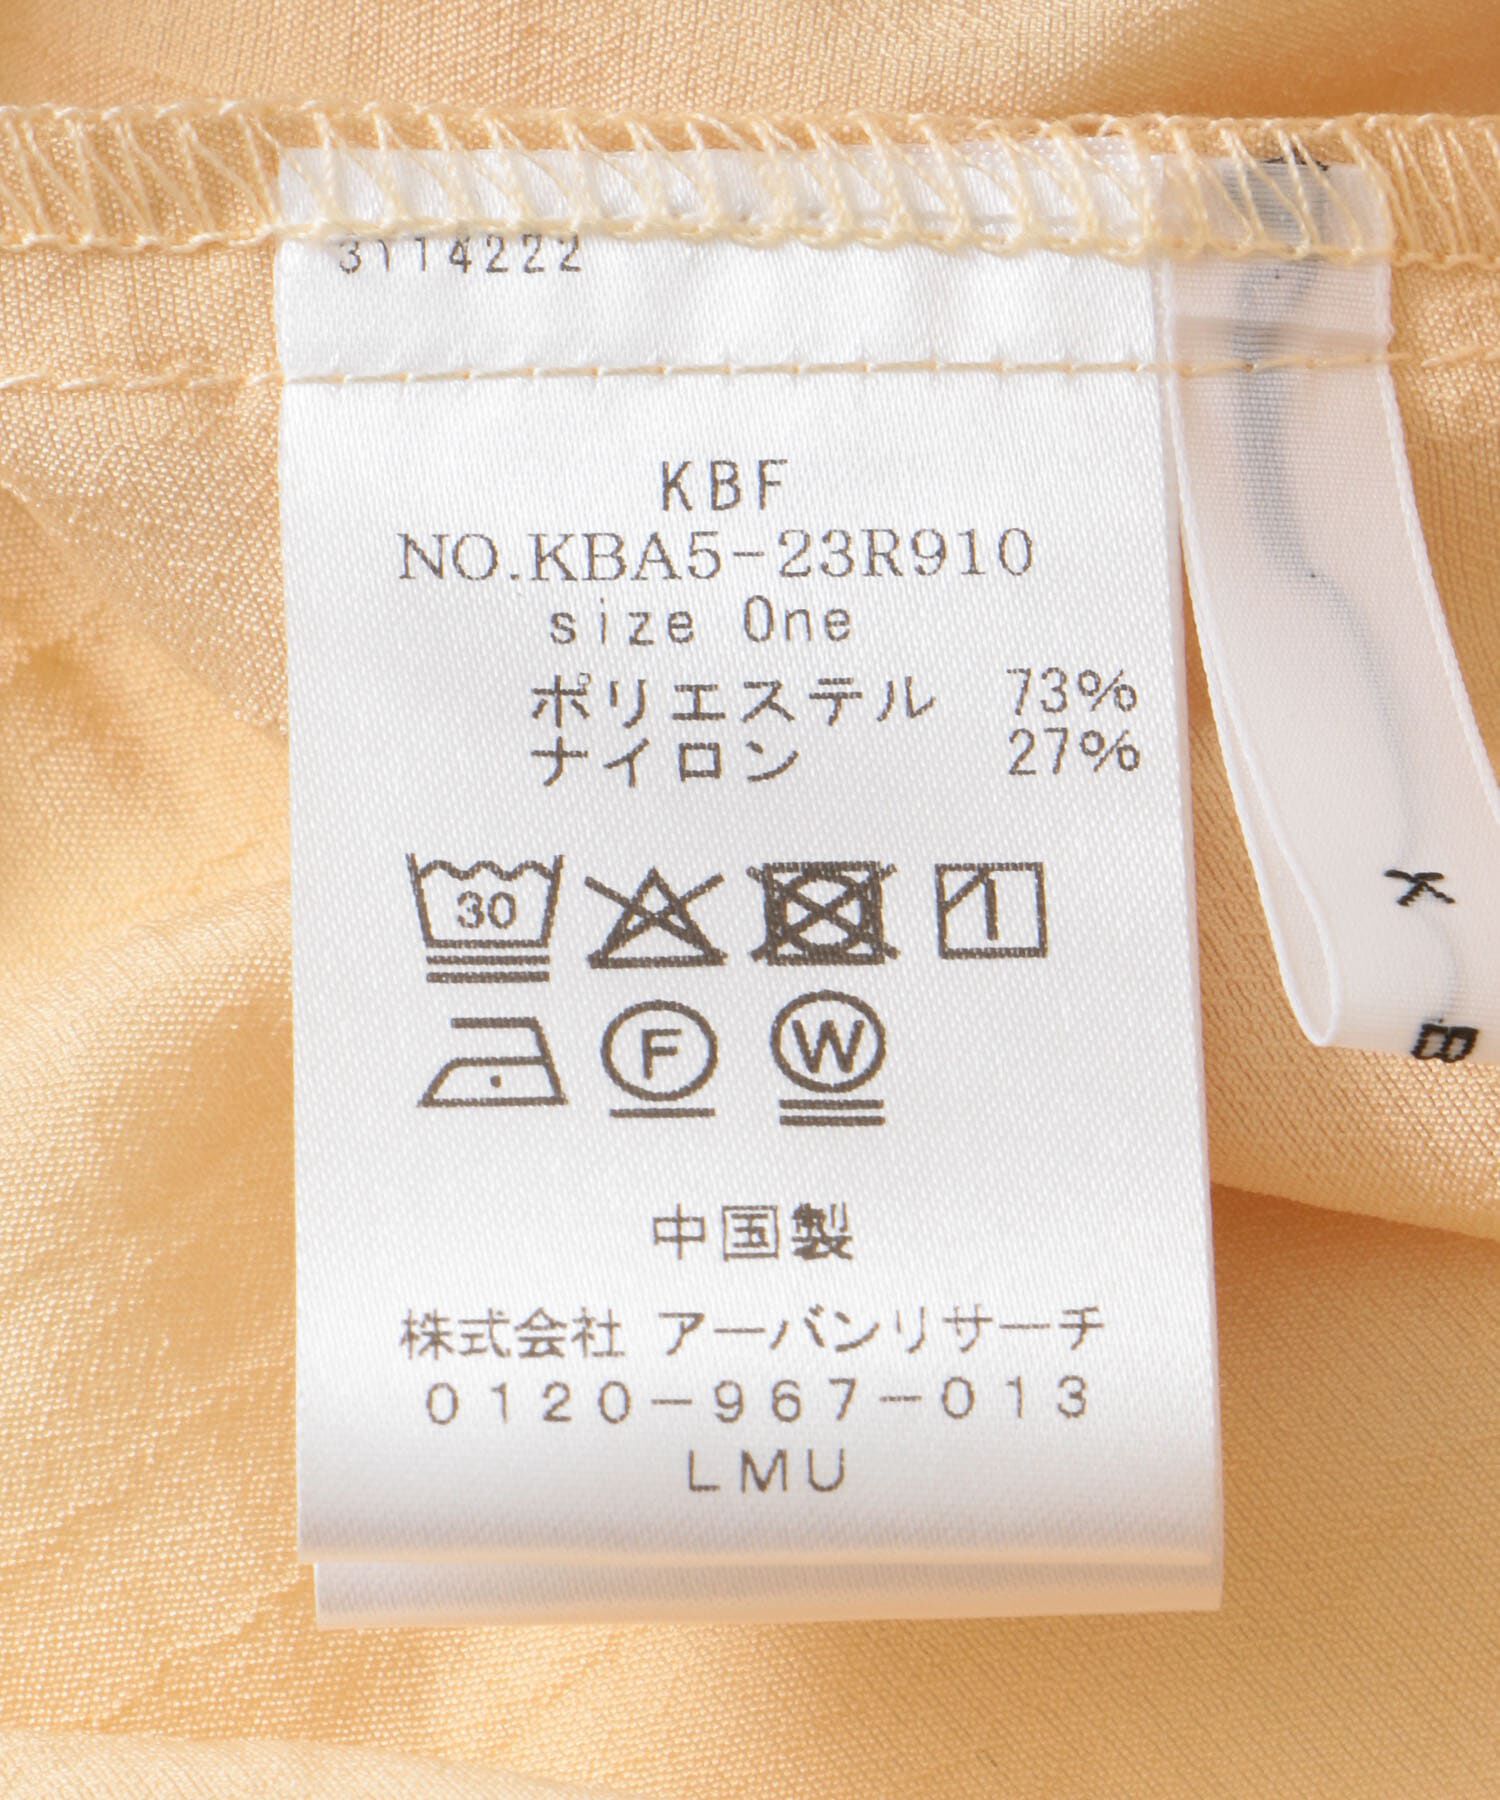 3114222
KBF
NO.KBA5-23R910
size One
ポリエステル 73%
ナイロン 27%
30
F W
中国製
株式会社 アーバンリサーチ
0120-967-013
LMU
K
B